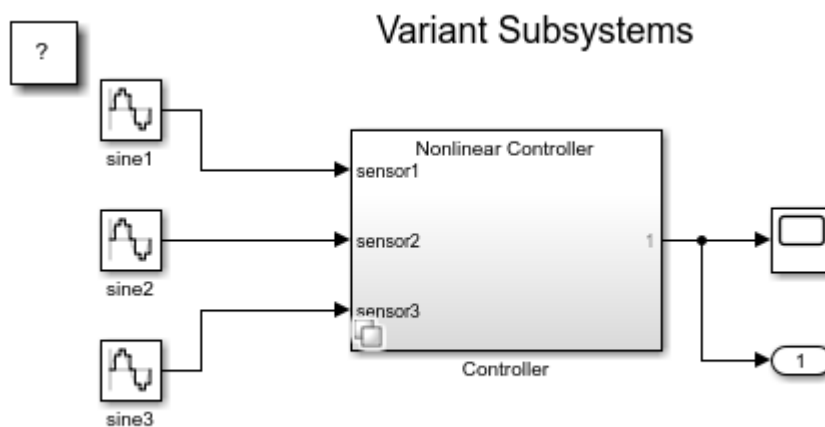 Variant Subsystems
?
sine1
Nonlinear Controller
sensor1
sine2
sensor2
1
sensor3
Controller
1
sine3